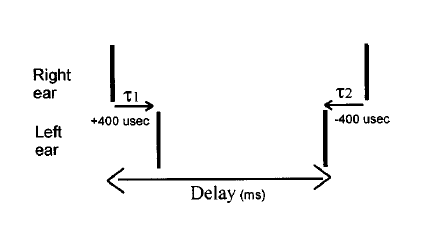 Right
ear
τ1
τ2
+400 usec
-400 usec
Left
ear
Delay (ms)